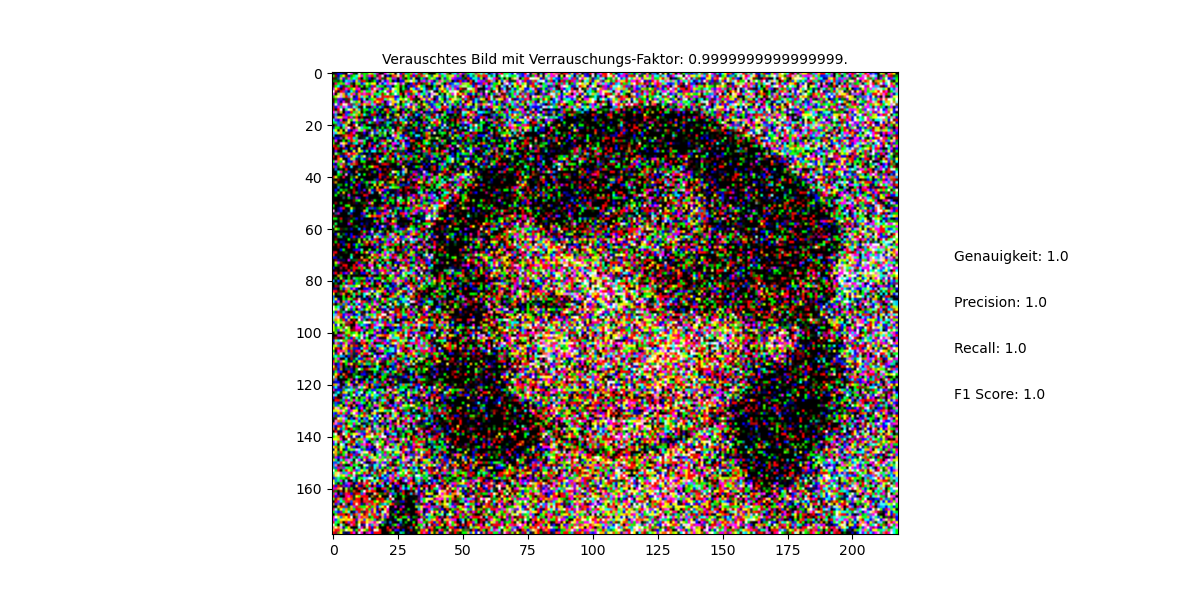 Verauschtes Bild mit Verrauschungs-Faktor: 0.9999999999999999.
0
20
40
60
80
100
120
140
160
0 25 50 75 100 125 150 175 200
Genauigkeit: 1.0
Precision: 1.0
Recall: 1.0
F1 Score: 1.0